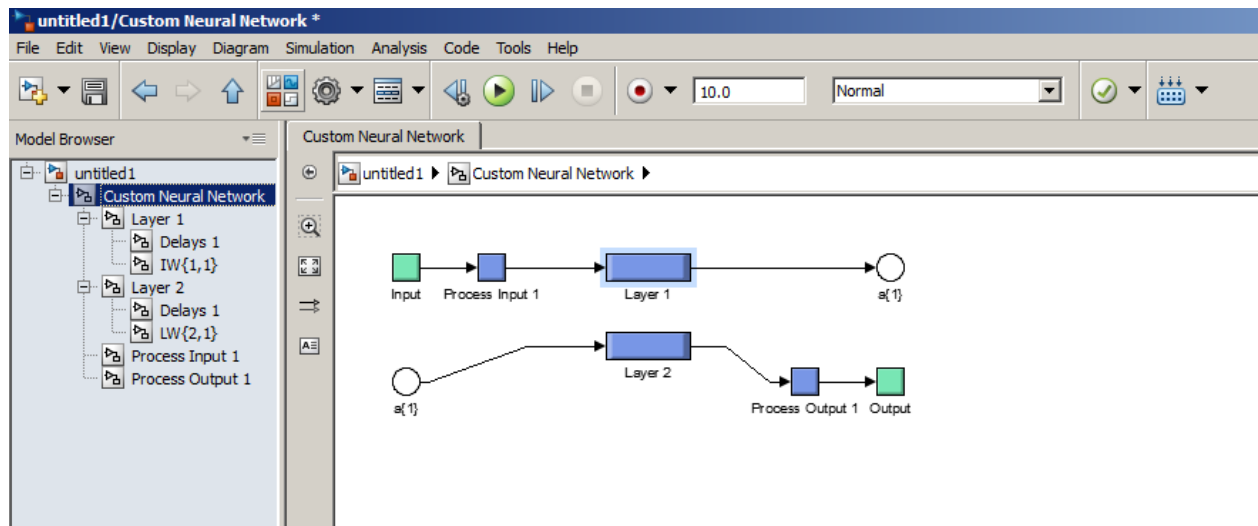 untitled1/Custom Neural Network *
File Edit View Display Diagram Simulation Analysis Code Tools Help
10.0 Normal
Model Browser
Custom Neural Network
untitled1
Custom Neural Network
Layer 1
Delays 1
IW{1,1}
Layer 2
Delays 1
LW{2,1}
Process Input 1
Process Output 1
untitled1 Custom Neural Network
Input Process Input 1 Layer 1 a{1}
Layer 2
a{1} Process Output 1 Output